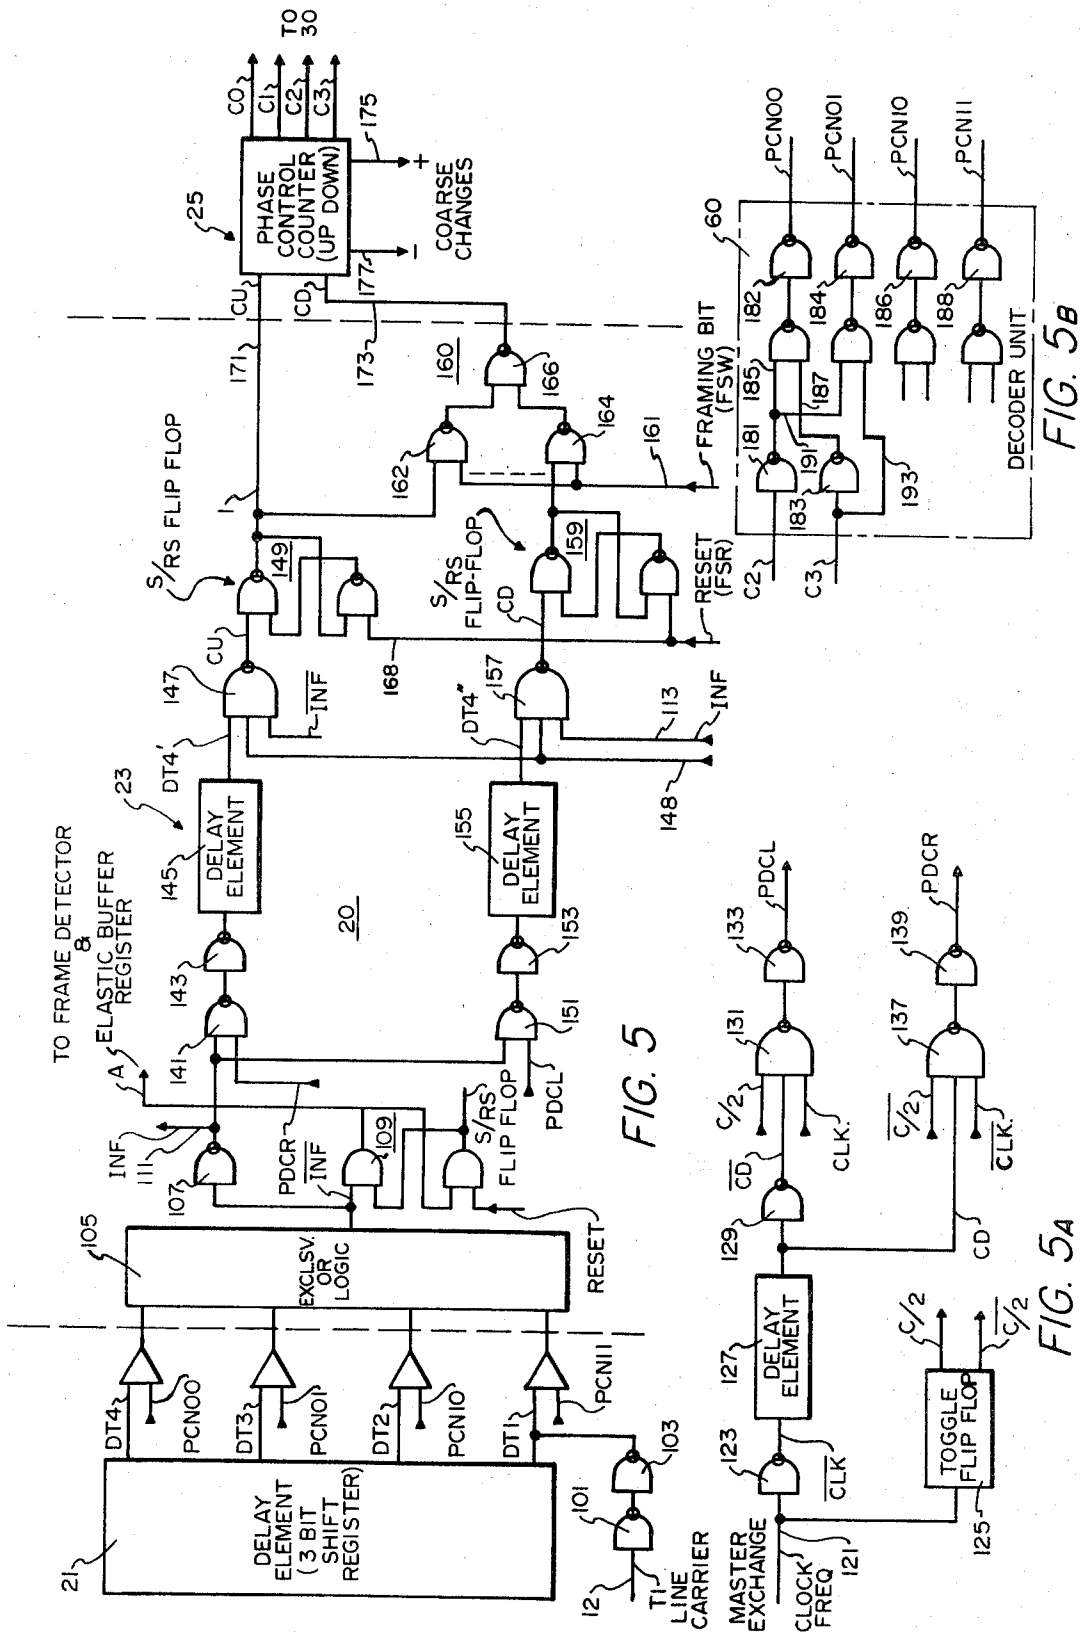 21
DELAY
ELEMENT
( 3 BIT
SHIFT
REGISTER)
DT4
PCN00
DT3
PCN01
DT2
PCN10
DT1
PCN11
12
T1
LINE
CARRIER
101
103
105
EXCLSV.
OR
LOGIC
RESET
107
INF
111
INF
109
S/RS
FLIP FLOP
A
TO FRAME DETECTOR
&
ELASTIC BUFFER
REGISTER
PDCR
141
143
PDCL
151
153
20
145
DELAY
ELEMENT
23
155
DELAY
ELEMENT
DT4'
147
INF
DT4"
157
148
113
INF
CU
S/RS FLIP FLOP
149
168
CD
S/RS
FLIP-FLOP
159
RESET
(FSR)
1
171
162
164
160
166
161
FRAMING BIT
(FSW)
173
CU
CD
25
PHASE
CONTROL
COUNTER
(UP DOWN)
177
-
175
+
COARSE
CHANGES
C0
C1
C2
C3
TO
30
FIG. 5
MASTER
EXCHANGE
CLOCK
FREQ
121
123
CLK
125
TOGGLE
FLIP FLOP
C/2
C/2
127
DELAY
ELEMENT
129
CD
CD
C/2
CLK.
131
133
PDCL
C/2
CLK.
137
139
PDCR
FIG. 5A
C2
C3
181
183
191
193
185
187
182
184
186
188
60
PCN00
PCN01
PCN10
PCN11
DECODER UNIT
FIG. 5B